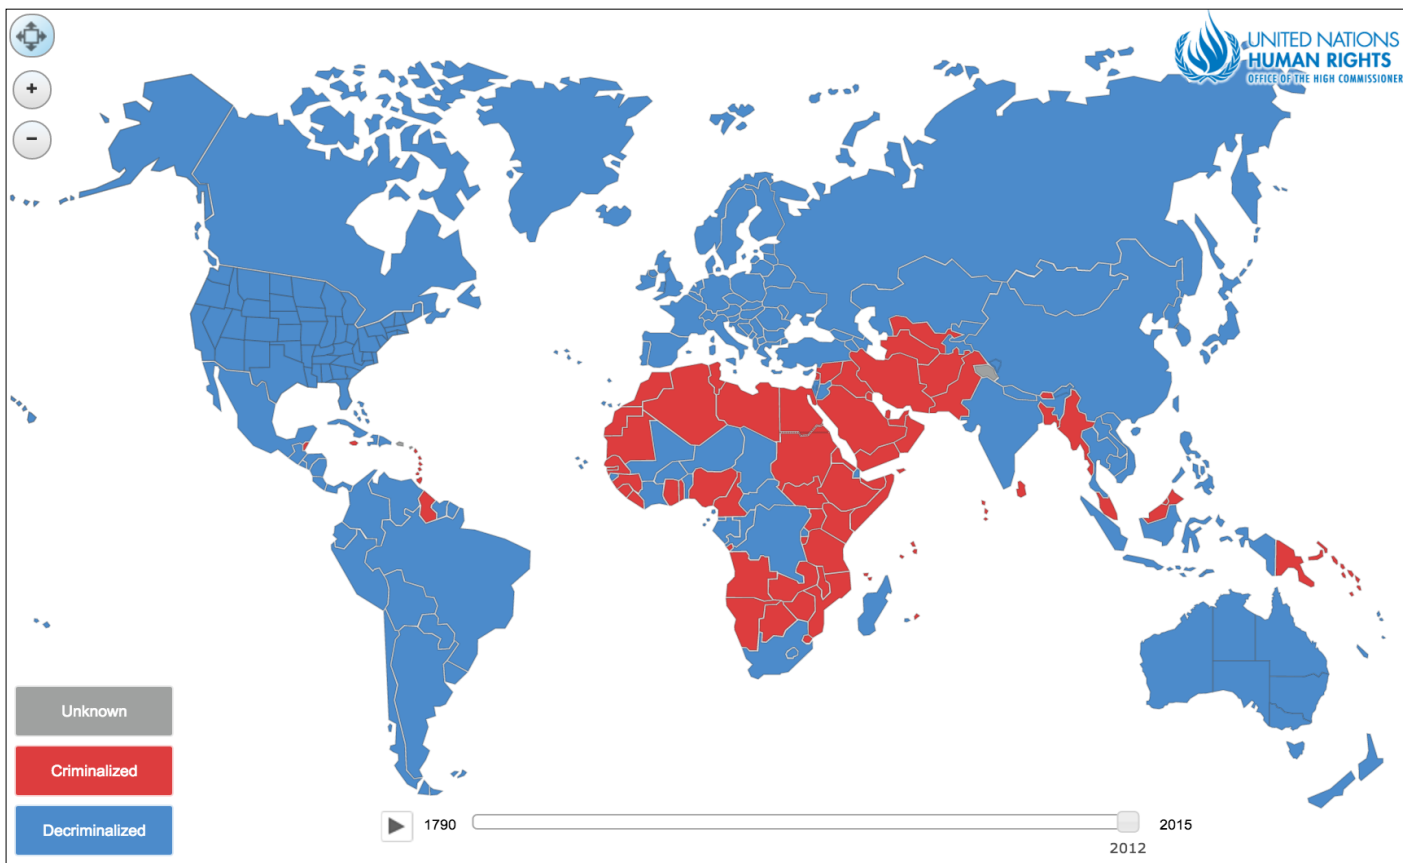 UNITED NATIONS
HUMAN RIGHTS
OFFICE OF THE HIGH COMMISSIONER
+
−
Unknown
Criminalized
Decriminalized
1790
2015
2012